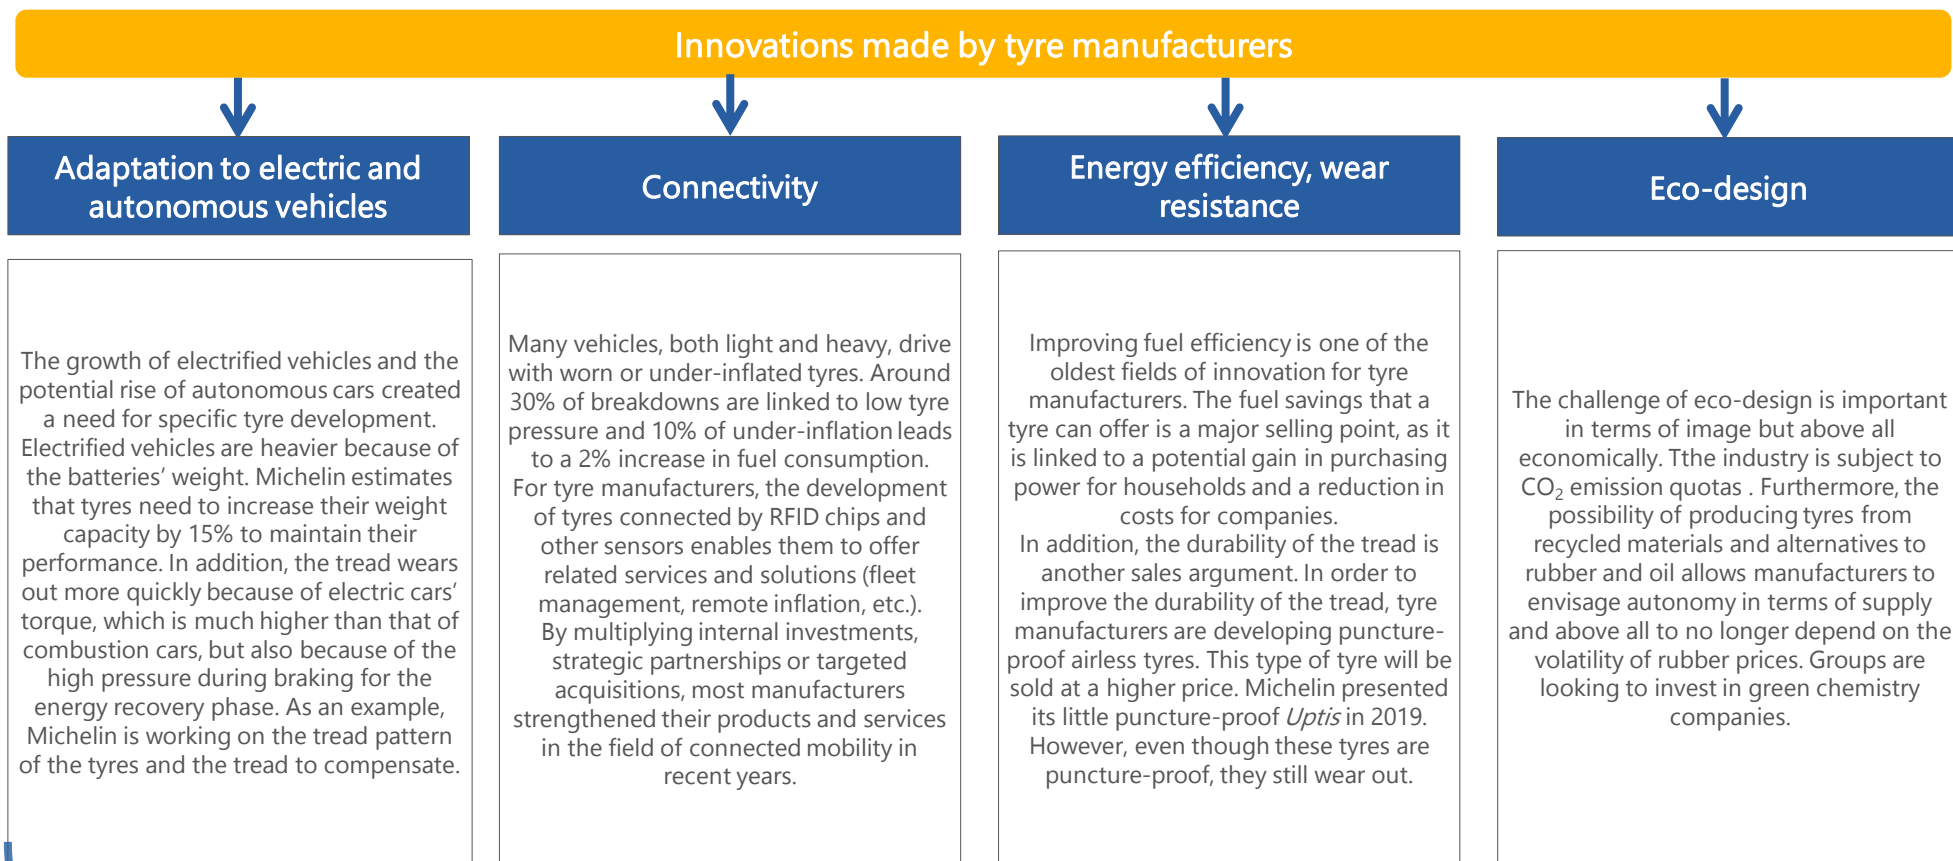 Innovations made by tyre manufacturers
Adaptation to electric and
autonomous vehicles
The growth of electrified vehicles and the
potential rise of autonomous cars created
a need for specific tyre development.
Electrified vehicles are heavier because of
the batteries’ weight. Michelin estimates
that tyres need to increase their weight
capacity by 15% to maintain their
performance. In addition, the tread wears
out more quickly because of electric cars’
torque, which is much higher than that of
combustion cars, but also because of the
high pressure during braking for the
energy recovery phase. As an example,
Michelin is working on the tread pattern
of the tyres and the tread to compensate.
Connectivity
Many vehicles, both light and heavy, drive
with worn or under-inflated tyres. Around
30% of breakdowns are linked to low tyre
pressure and 10% of under-inflation leads
to a 2% increase in fuel consumption.
For tyre manufacturers, the development
of tyres connected by RFID chips and
other sensors enables them to offer
related services and solutions (fleet
management, remote inflation, etc.).
By multiplying internal investments,
strategic partnerships or targeted
acquisitions, most manufacturers
strengthened their products and services
in the field of connected mobility in
recent years.
Energy efficiency, wear
resistance
Improving fuel efficiency is one of the
oldest fields of innovation for tyre
manufacturers. The fuel savings that a
tyre can offer is a major selling point, as it
is linked to a potential gain in purchasing
power for households and a reduction in
costs for companies.
In addition, the durability of the tread is
another sales argument. In order to
improve the durability of the tread, tyre
manufacturers are developing puncture-
proof airless tyres. This type of tyre will be
sold at a higher price. Michelin presented
its little puncture-proof Uptis in 2019.
However, even though these tyres are
puncture-proof, they still wear out.
Eco-design
The challenge of eco-design is important
in terms of image but above all
economically. Tthe industry is subject to
CO₂ emission quotas . Furthermore, the
possibility of producing tyres from
recycled materials and alternatives to
rubber and oil allows manufacturers to
envisage autonomy in terms of supply
and above all to no longer depend on the
volatility of rubber prices. Groups are
looking to invest in green chemistry
companies.